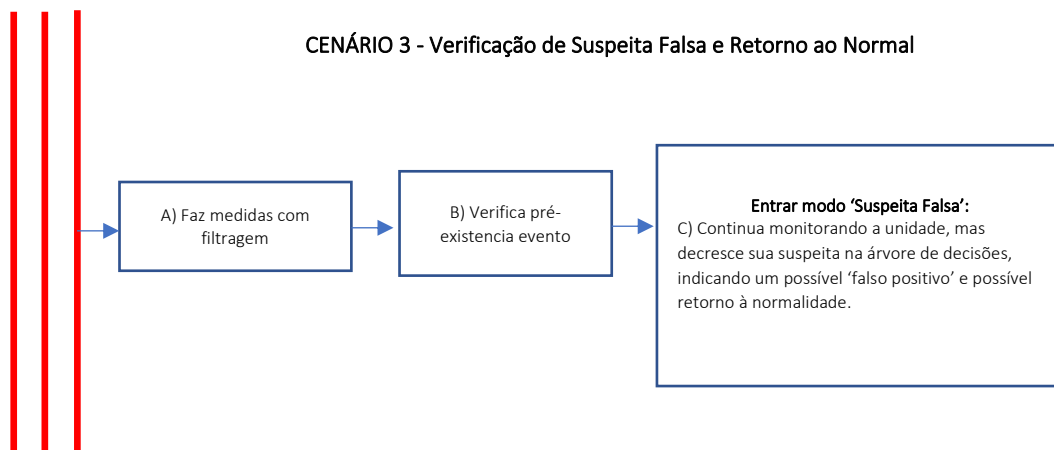 CENÁRIO 3 - Verificação de Suspeita Falsa e Retorno ao Normal
A) Faz medidas com
filtragem
B) Verifica pré-
existencia evento
Entrar modo ‘Suspeita Falsa’:
C) Continua monitorando a unidade, mas
decresce sua suspeita na árvore de decisões,
indicando um possível ‘falso positivo’ e possível
retorno à normalidade.